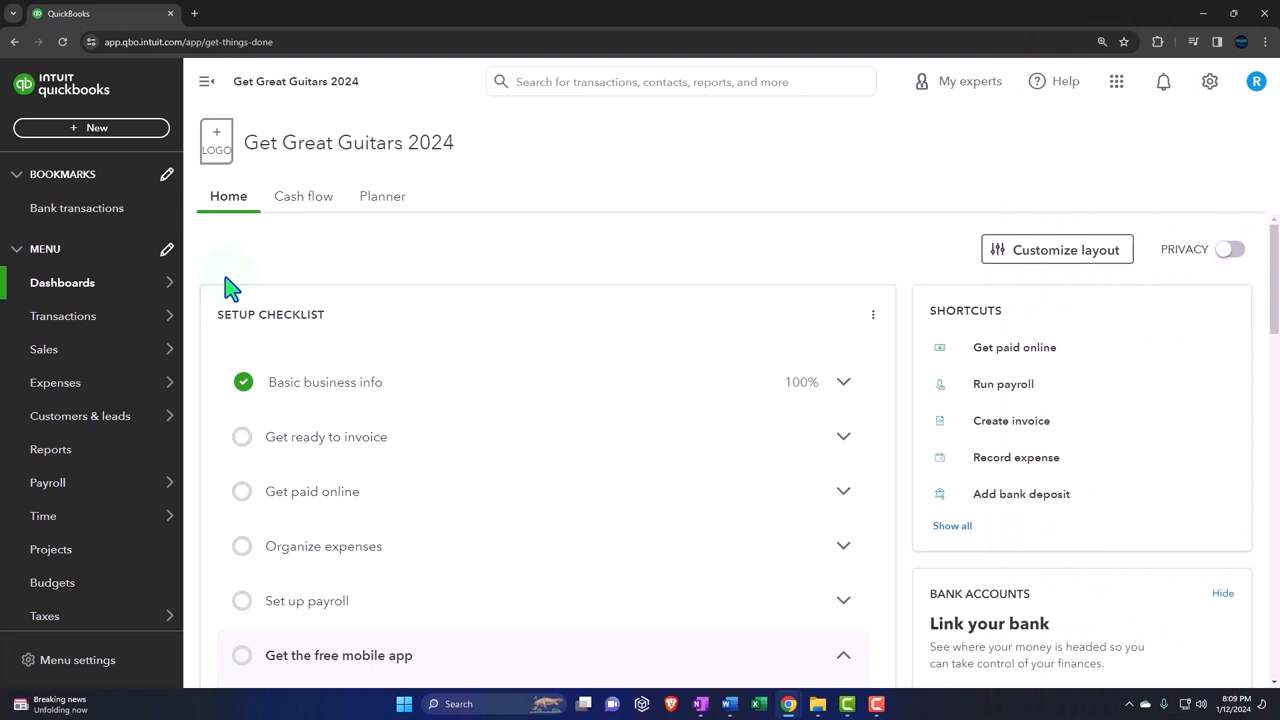 QuickBooks
app.qbo.intuit.com/app/get-things-done
INTUIT
quickbooks
qb
Get Great Guitars 2024
Search for transactions, contacts, reports, and more
My experts
Help
R
+ New
+
LOGO
Get Great Guitars 2024
BOOKMARKS
Bank transactions
MENU
Dashboards
Transactions
Sales
Expenses
Customers & leads
Reports
Payroll
Time
Projects
Budgets
Taxes
Menu settings
Home
Cash flow
Planner
Customize layout
PRIVACY
SETUP CHECKLIST
Basic business info
100%
Get ready to invoice
Get paid online
Organize expenses
Set up payroll
Get the free mobile app
SHORTCUTS
Get paid online
Run payroll
Create invoice
Record expense
Add bank deposit
Show all
BANK ACCOUNTS
Hide
Link your bank
See where your money is headed so you
can take control of your finances.
Breaking news
Unfolding now
Search
8:09 PM
1/12/2024